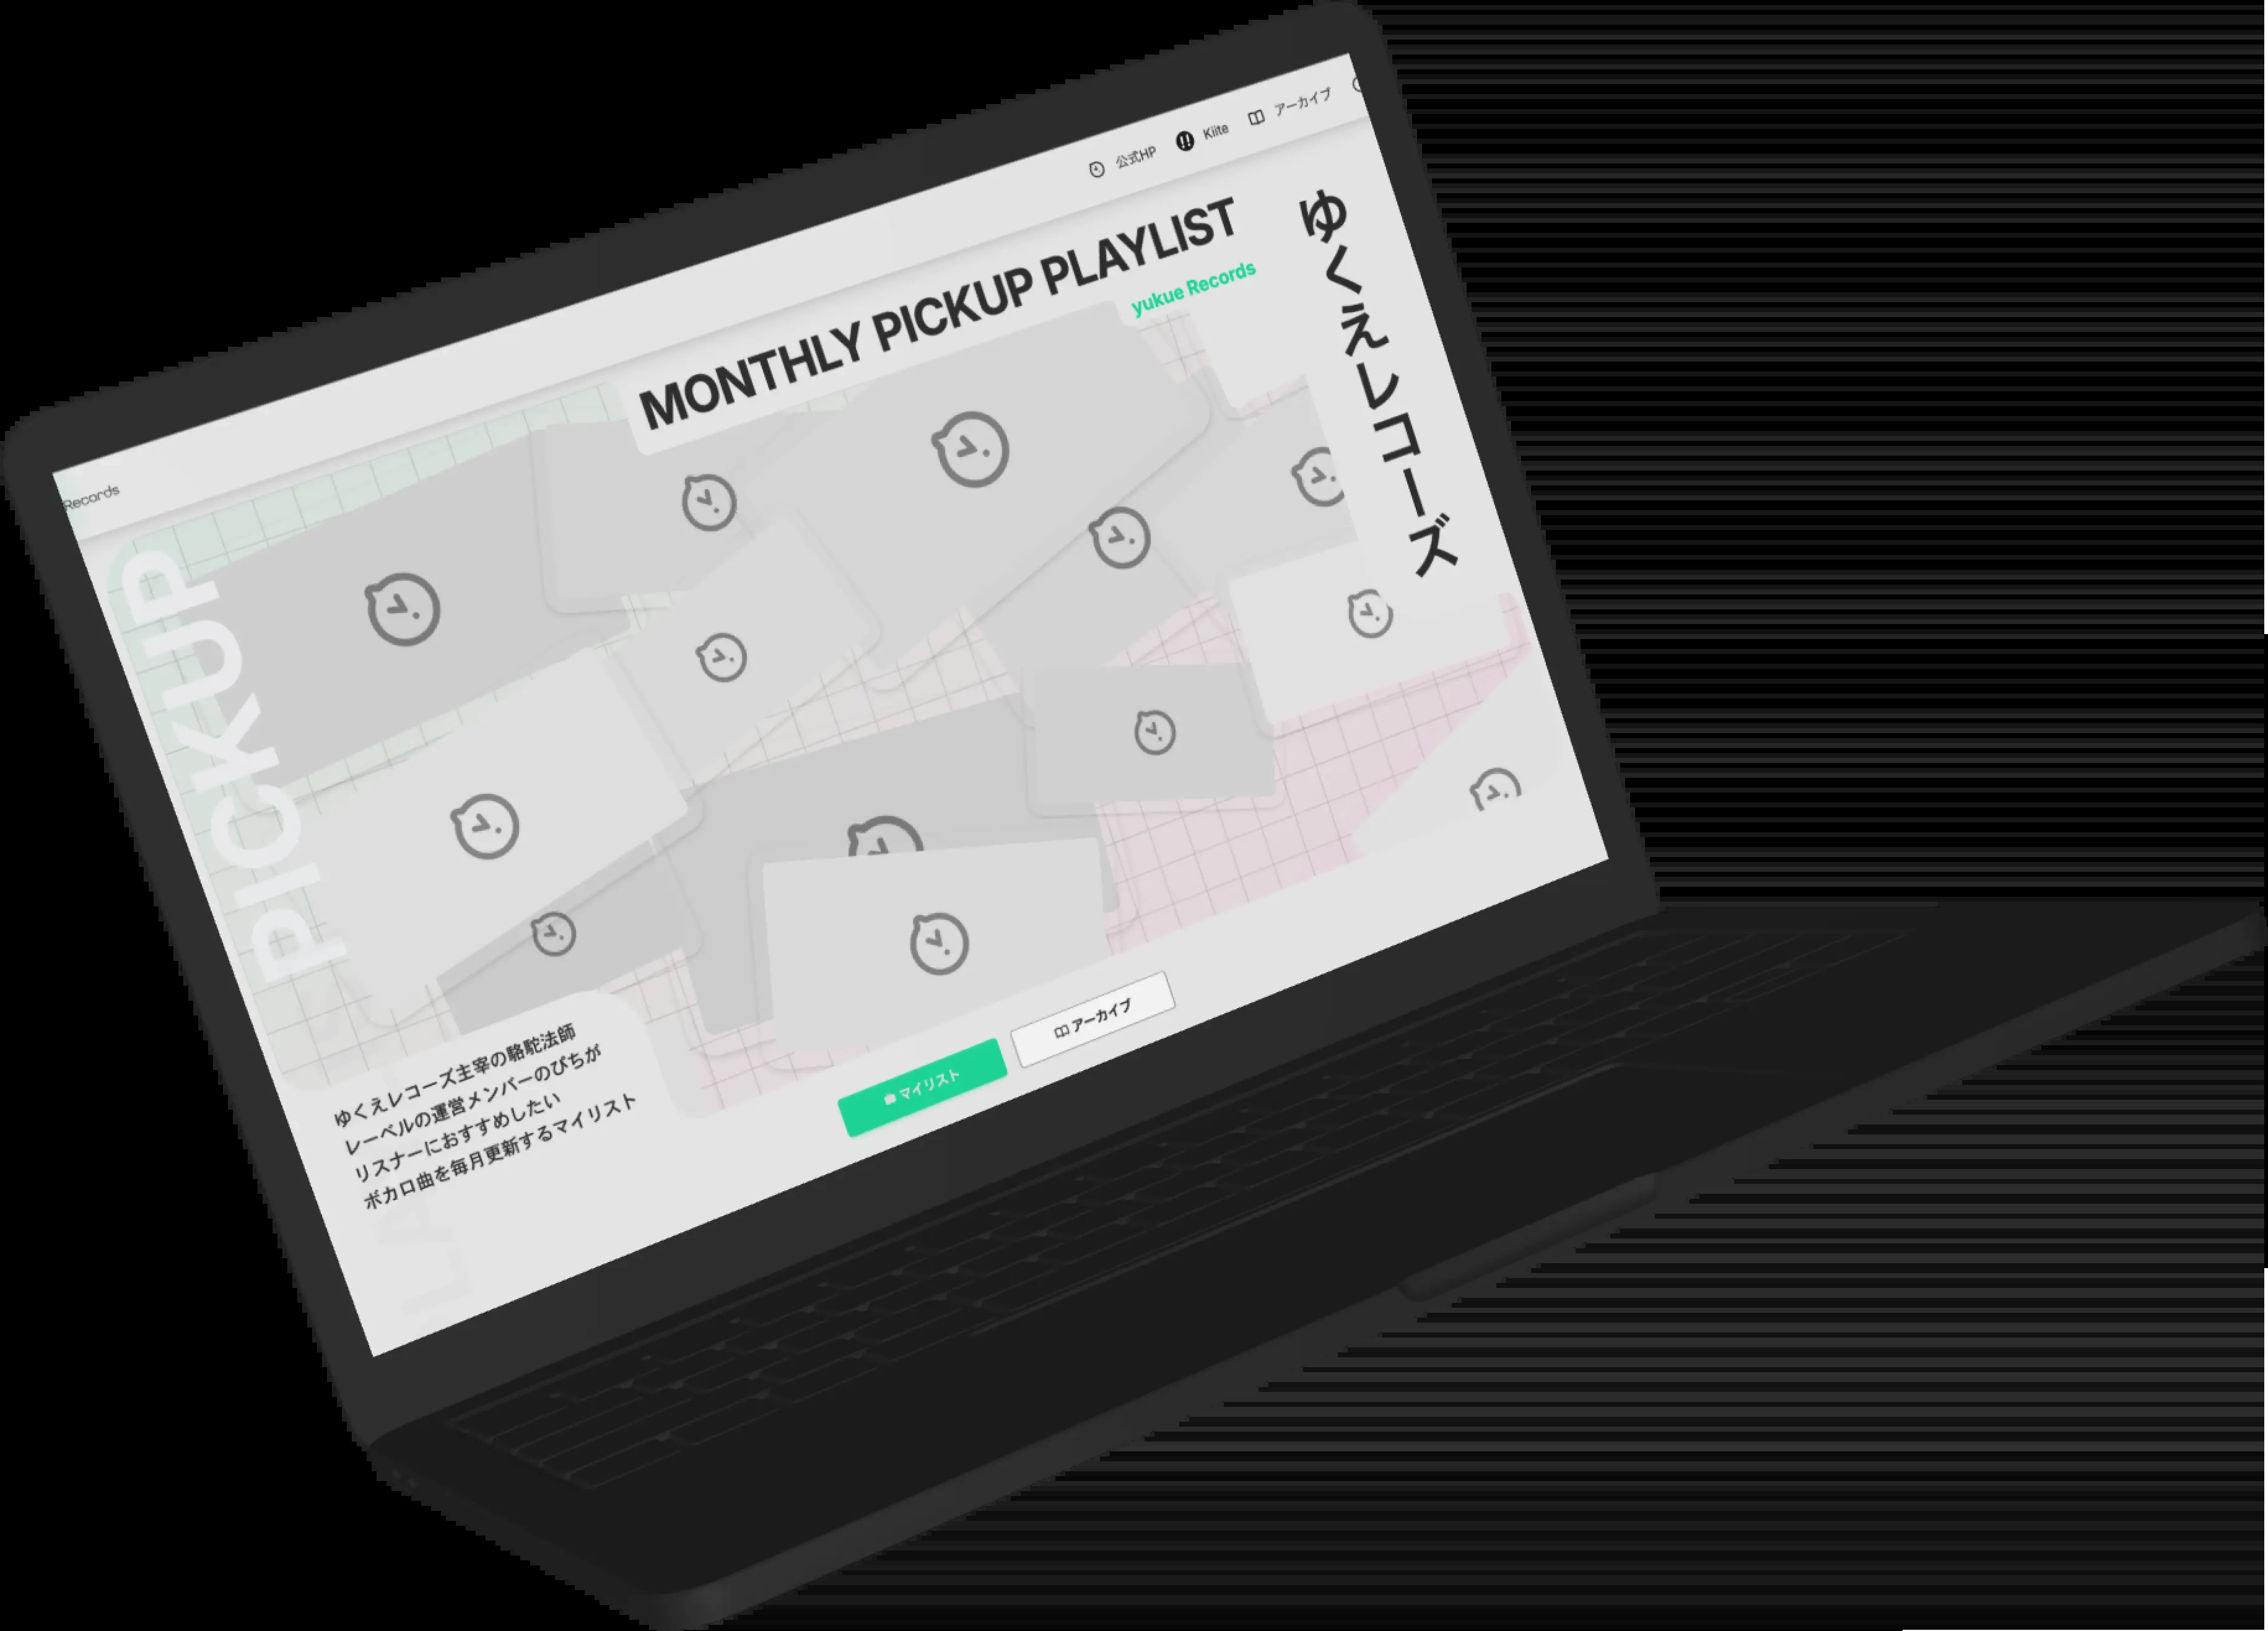 Records
公式HP
Kiite
アーカイブ
MONTHLY PICKUP PLAYLIST
yukue Records
ゆくえレコーズ
PICKUP
ゆくえレコーズ主宰の駱駝法師
レーベルの運営メンバーのぴちが
リスナーにおすすめしたい
ボカロ曲を毎月更新するマイリスト
マイリスト
アーカイブ